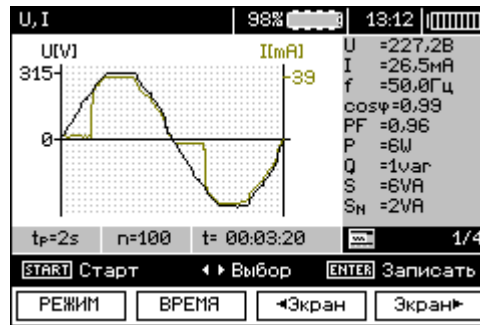 U, I 98% 13:12
U[V] I[mA]
315 39
0
U =227,2В
I =26,5мА
f =50,0Гц
cosφ=0,99
PF =0,96
P =6W
Q =1var
S =6VA
SN =2VA
tP=2s n=100 t= 00:03:20 1/4
START Старт ◄ ► Выбор ENTER Записать
РЕЖИМ ВРЕМЯ ◄Экран Экран►